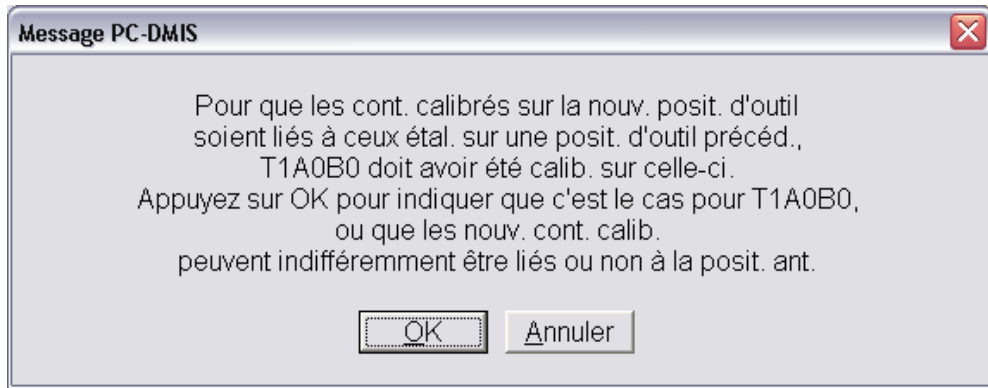 Message PC-DMIS
Pour que les cont. calibrés sur la nouv. posit. d'outil
soient liés à ceux étal. sur une posit. d'outil précéd.,
T1A0B0 doit avoir été calib. sur celle-ci.
Appuyez sur OK pour indiquer que c'est le cas pour T1A0B0,
ou que les nouv. cont. calib.
peuvent indifféremment être liés ou non à la posit. ant.
OK
Annuler